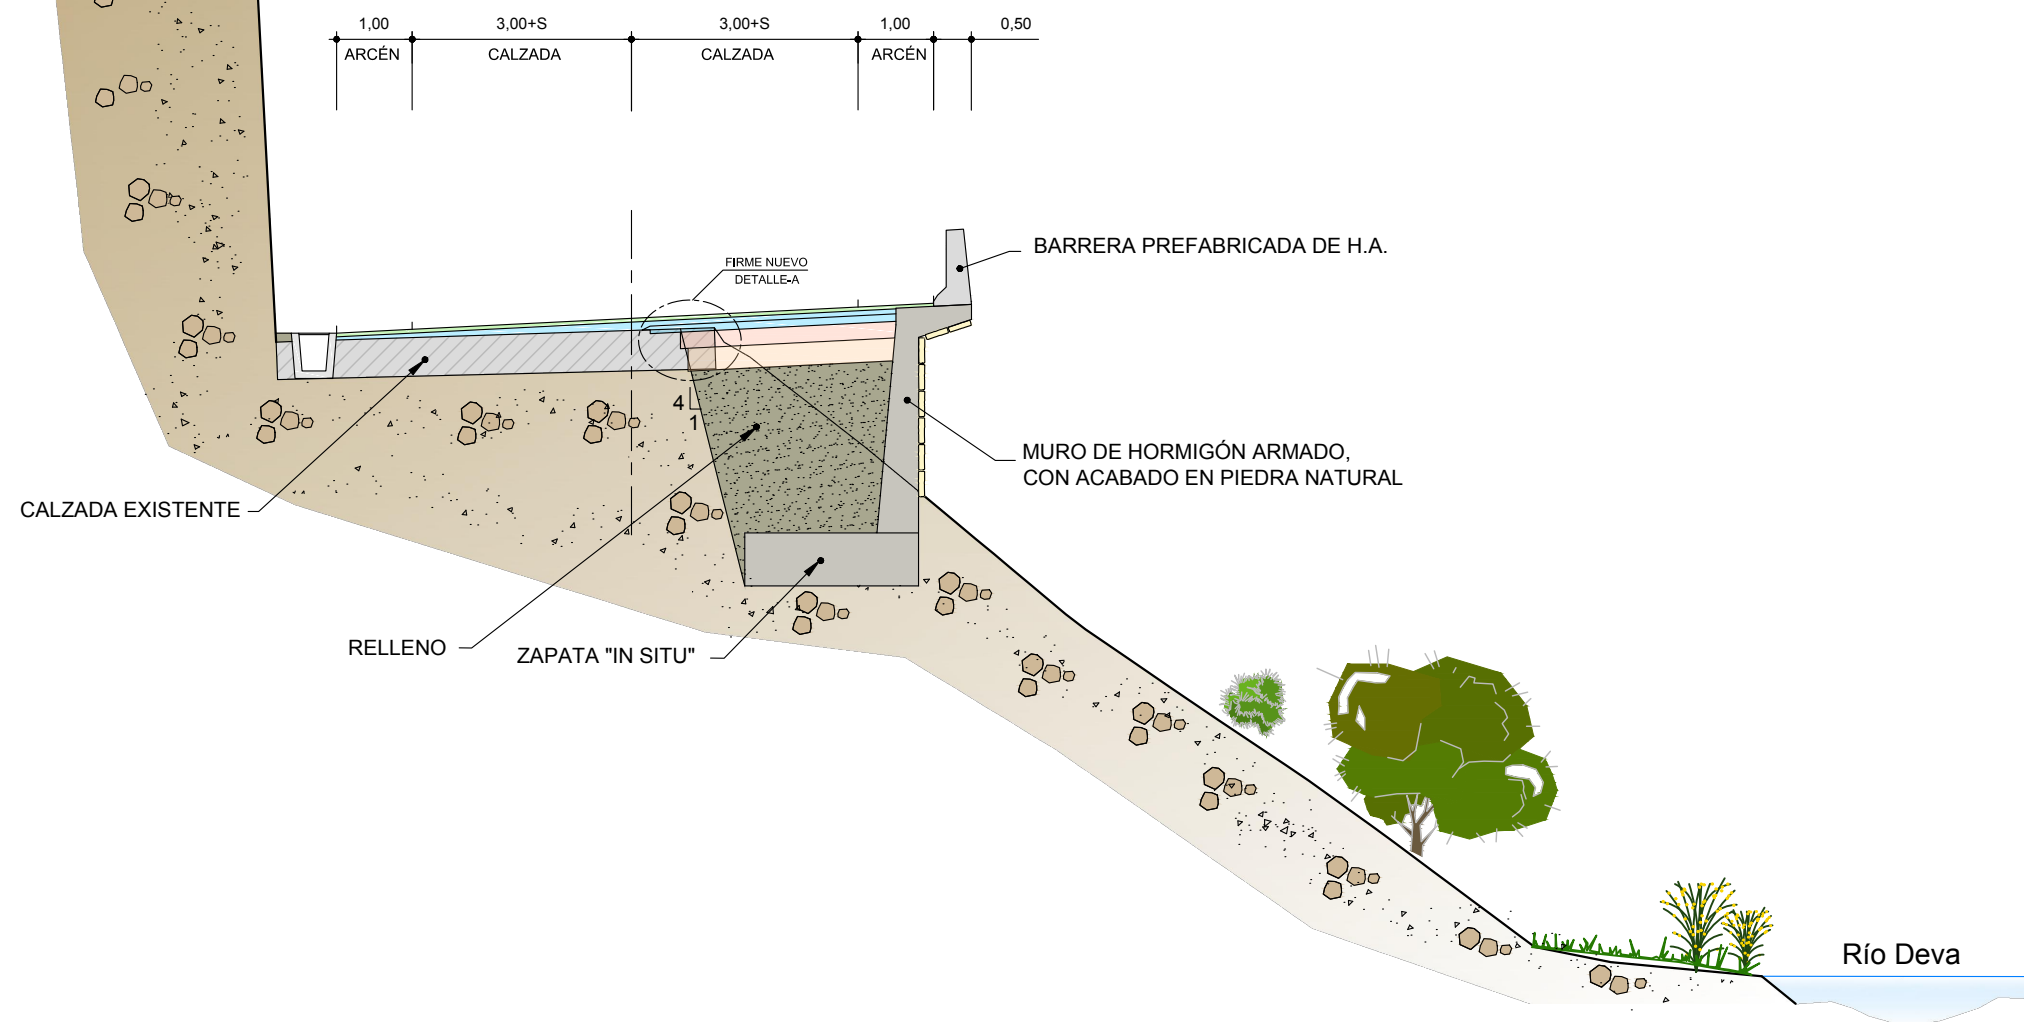 1,00 3,00+S 3,00+S 1,00 0,50
ARCÉN CALZADA CALZADA ARCÉN
BARRERA PREFABRICADA DE H.A.
FIRME NUEVO
DETALLE-A
4
1
MURO DE HORMIGÓN ARMADO,
CON ACABADO EN PIEDRA NATURAL
CALZADA EXISTENTE
RELLENO
ZAPATA "IN SITU"
Río Deva